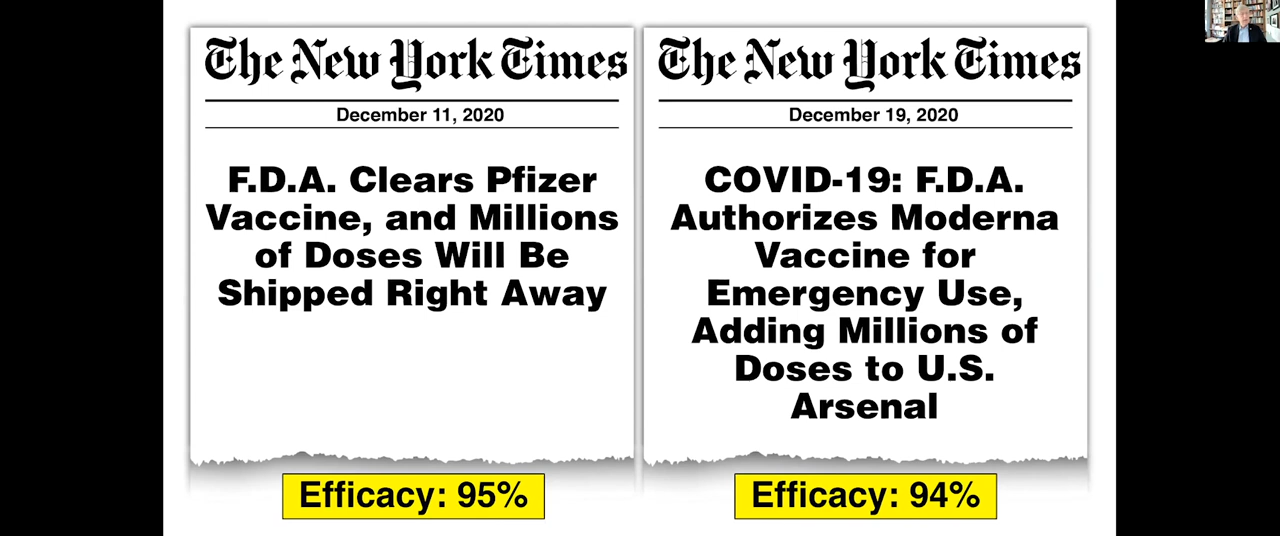 The New York Times
December 11, 2020
F.D.A. Clears Pfizer
Vaccine, and Millions
of Doses Will Be
Shipped Right Away
Efficacy: 95%
The New York Times
December 19, 2020
COVID-19: F.D.A.
Authorizes Moderna
Vaccine for
Emergency Use,
Adding Millions of
Doses to U.S.
Arsenal
Efficacy: 94%